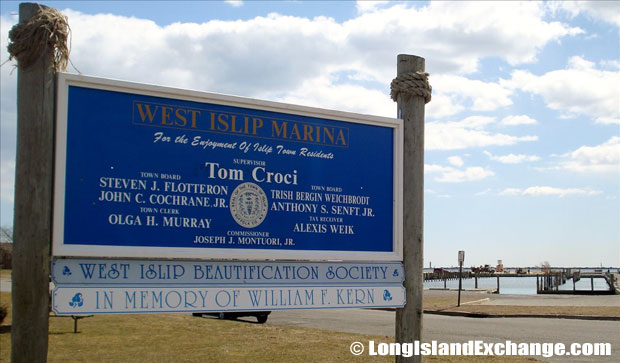 WEST ISLIP MARINA
For the Enjoyment Of Islip Town Residents
SUPERVISOR
Tom Croci
TOWN BOARD
STEVEN J. FLOTTERON
JOHN C. COCHRANE, JR.
TOWN CLERK
OLGA H. MURRAY
TOWN BOARD
TRISH BERGIN WEICHBRODT
ANTHONY S. SENFT, JR.
TAX RECEIVER
ALEXIS WEIK
COMMISSIONER
JOSEPH J. MONTUORI, JR.
WEST ISLIP BEAUTIFICATION SOCIETY
IN MEMORY OF WILLIAM F. KERN
© LongIslandExchange.com